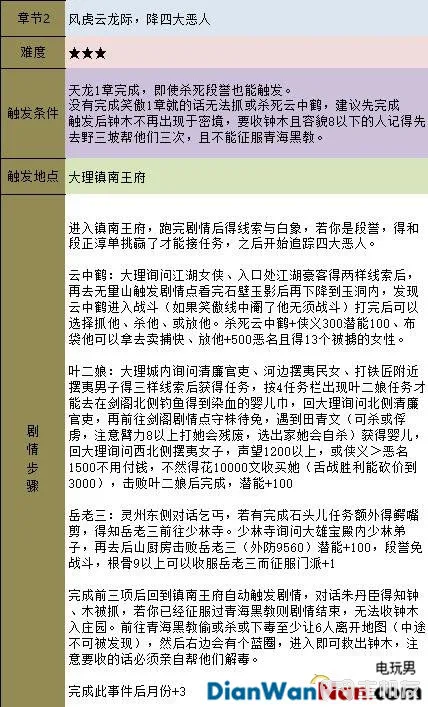 章节2
风虎云龙际，降四大恶人
难度
★★★
触发条件
天龙1章完成，即使杀死段誉也能触发。
没有完成笑傲1章就的话无法抓或杀死云中鹤，建议先完成
触发后钟木不再出现于密境，要收钟木且容貌8以下的人记得先
去野三坡帮他们三次，且不能征服青海黑教。
触发地点
大理镇南王府
剧情步骤
进入镇南王府，跑完剧情后得线索与白象，若你是段誉，得和
段正淳单挑赢了才能接任务，之后开始追踪四大恶人。
云中鹤：大理询问江湖女侠、入口处江湖豪客得两样线索后，
再去无量山触发剧情点看完石壁玉影后再下降到玉洞内，发现
云中鹤进入战斗（如果笑傲线中阉了他无须战斗）打完后可以
选择抓他、杀他、或放他。杀死云中鹤+侠义300潜能100、布
袋他可以拿去卖捕快、放他+500恶名且得13个被掳的女性。
叶二娘：大理城内询问清廉官吏、河边摆夷民女、打铁匠附近
摆夷男子得三样线索后获得任务，按4任务栏出现叶二娘任务才
能去在剑阁北侧钓鱼得到染血的婴儿巾，回大理询问北侧清廉
官吏，再前往剑阁剧情点守株待兔，遇到田青文（可杀或俘
虏，注意臂力8以上打她会残废，选出家她会自杀）获得婴儿，
回大理询问西北侧摆夷女子，声望1200以上，或侠义＞恶名
1500不用付钱，不然得花10000文收买她（舌战胜利能砍价到
3000），击败叶二娘后完成，潜能+100
岳老三：灵州东侧对话乞丐，若有完成石头儿任务额外得鳄嘴
剪，得知岳老三前往少林寺。少林寺询问大雄宝殿内少林弟
子，再去后山厨房击败岳老三（外防9560）潜能+100，段誉免
战斗，根骨9以上可以收服岳老三而征服门派+1
完成前三项后回到镇南王府自动触发剧情，对话朱丹臣得知钟
、木被抓，若你已经征服过青海黑教则剧情结束，无法收钟木
入庄园。前往青海黑教偷或杀或下毒至少让6人离开地图（中途
不可被发现），然后右边会有个蓝圈，进入即可救出钟木，注
意要收的话必须亲自帮他们解毒。
完成此事件后月份+3
电玩男
DianWanNan.com